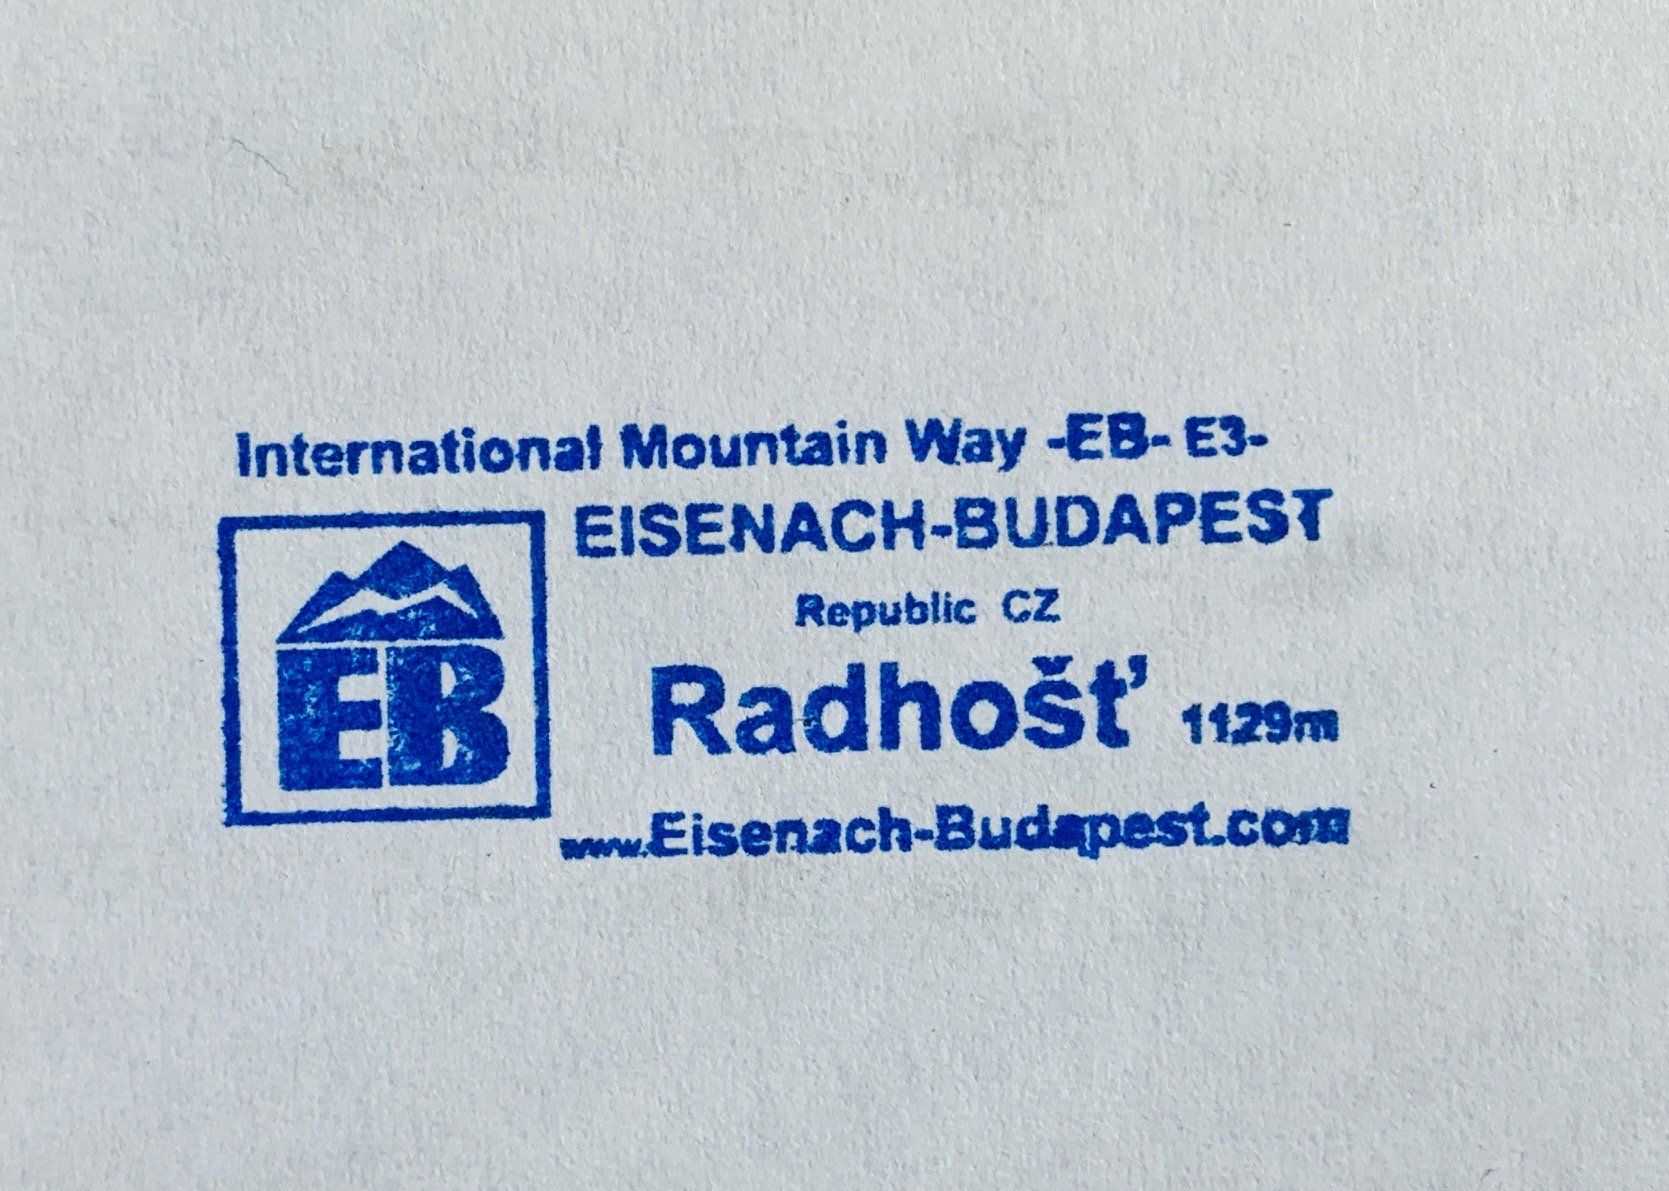 International Mountain Way -EB- E3-
EISENACH-BUDAPEST
Republic CZ
EB
Radhošť 1129m
www.Eisenach-Budapest.com